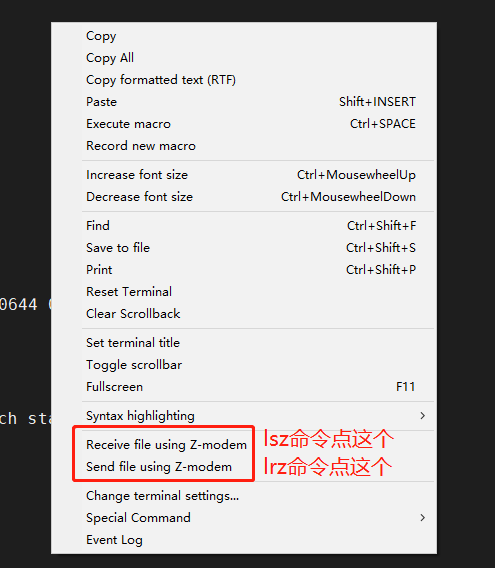 Copy
Copy All
Copy formatted text (RTF)
Paste Shift+INSERT
Execute macro Ctrl+SPACE
Record new macro
Increase font size Ctrl+MousewheelUp
Decrease font size Ctrl+MousewheelDown
Find Ctrl+Shift+F
Save to file Ctrl+Shift+S
Print Ctrl+Shift+P
Reset Terminal
0644
Clear Scrollback
Set terminal title
Toggle scrollbar
Fullscreen F11
ch sta
Syntax highlighting
Receive file using Z-modem lsz命令点这个
Send file using Z-modem lrz命令点这个
Change terminal settings...
Special Command
Event Log